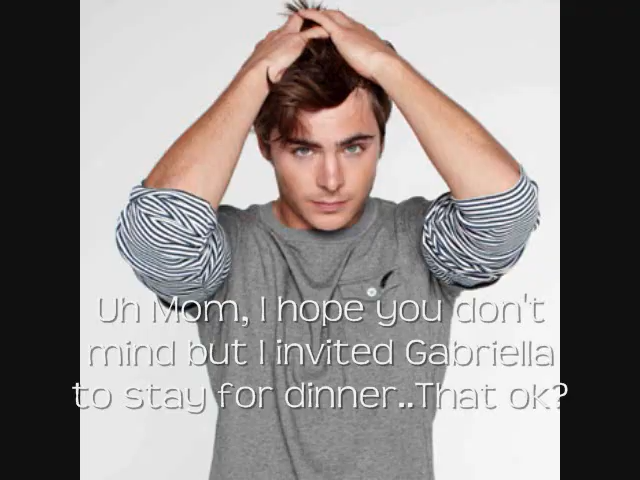 Uh Mom, I hope you don't
mind but I invited Gabriella
to stay for dinner..That ok?